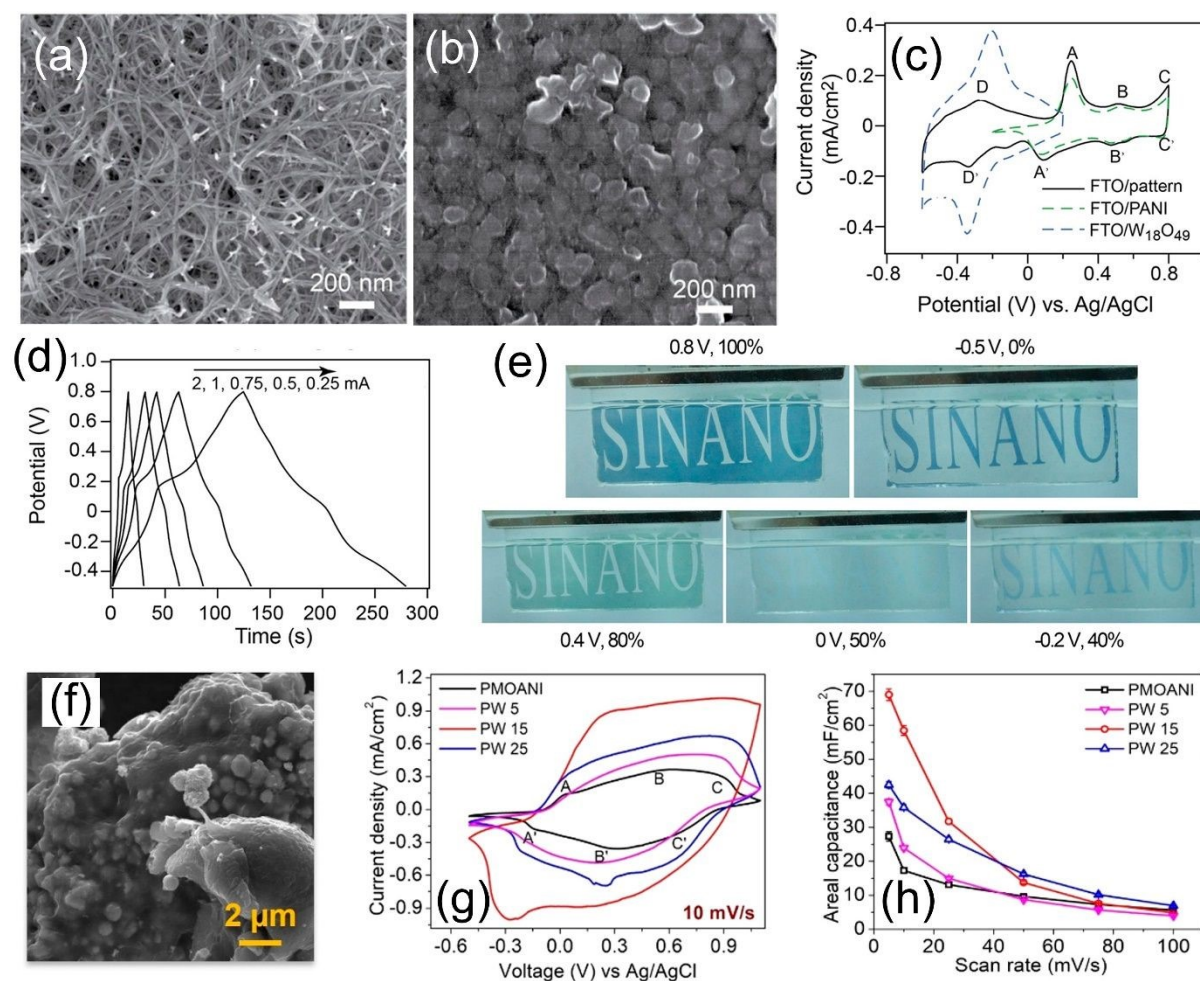 (a)
200 nm
(b)
200 nm
(c)
Current density
(mA/cm2)
0.4
0.2
0
-0.2
-0.4
A
B
C
D
D'
A'
B'
C'
FTO/pattern
FTO/PANI
FTO/W18O49
-0.8 -0.4 0 0.4 0.8
Potential (V) vs. Ag/AgCl
(d)
Potential (V)
1.0
0.8
0.6
0.4
0.2
0
-0.4
2, 1, 0.75, 0.5, 0.25 mA
0 50 100 150 200 250 300
Time (s)
(e)
0.8 V, 100%
-0.5 V, 0%
SINANO
SINANO
SINANO
SINANO
0.4 V, 80%
0V, 50%
-0.2 V, 40%
(f)
2 µm
Current density (mA/cm²)
1.2
0.9
0.6
0.3
0.0
-0.3
-0.6
-0.9
PMOANI
PW 5
PW 15
PW 25
A
B
C
A'
B'
C'
(g)
10 mV/s
-0.6 -0.3 0.0 0.3 0.6 0.9
Voltage (V) vs Ag/AgCl
Areal capacitance (mF/cm²)
70
60
50
40
30
20
10
0
PMOANI
PW 5
PW 15
PW 25
(h)
0 25 50 75 100
Scan rate (mV/s)